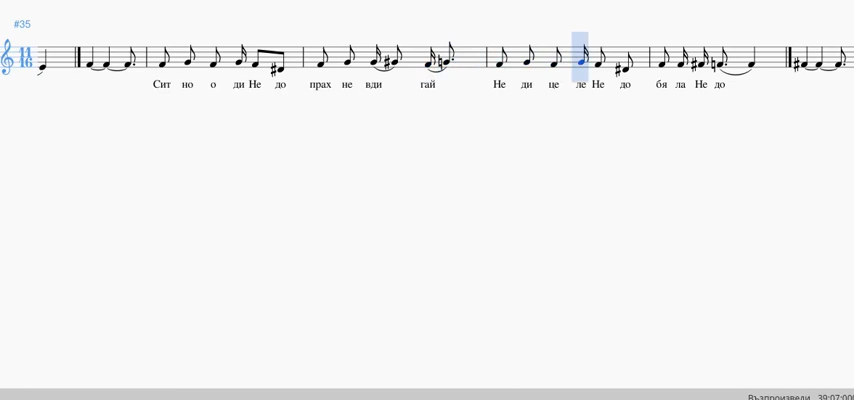 #35
11
16
Сит но о ди Не до прах не вди гай Не ди це ле Не до бя ла Не до
Възпроизведи 39:07:00